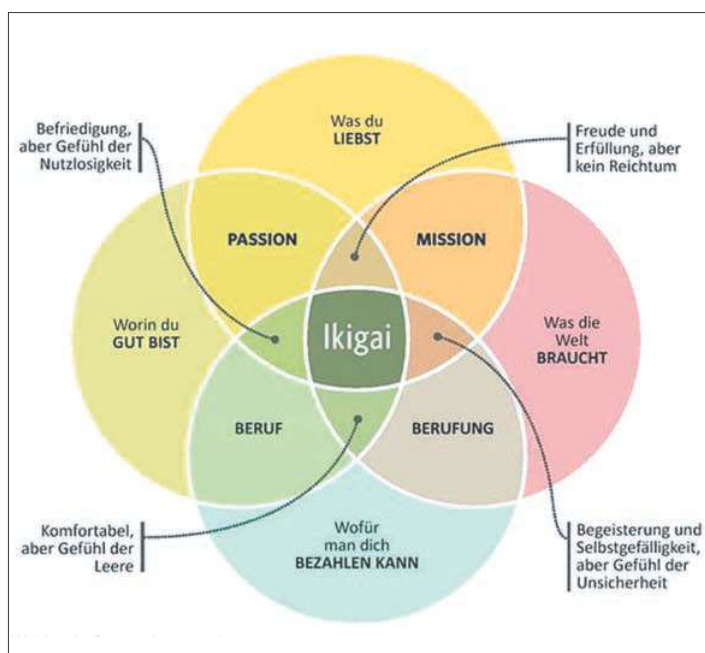 Was du
LIEBST
Befriedigung,
aber Gefühl der
Nutzlosigkeit
Freude und
Erfüllung, aber
kein Reichtum
PASSION
MISSION
Worin du
GUT BIST
Ikigai
Was die
Welt
BRAUCHT
BERUF
BERUFUNG
Komfortabel,
aber Gefühl der
Leere
Wofür
man dich
BEZAHLEN KANN
Begeisterung und
Selbstgefälligkeit,
aber Gefühl der
Unsicherheit